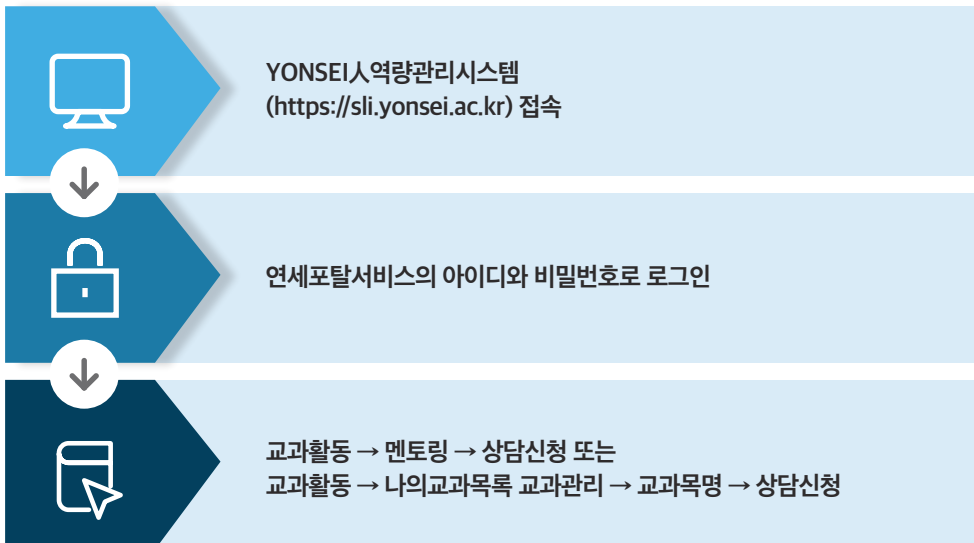 YONSEI人역량관리시스템
(https://sli.yonsei.ac.kr) 접속
연세포탈서비스의 아이디와 비밀번호로 로그인
교과활동 → 멘토링 → 상담신청 또는
교과활동 → 나의교과목록 교과관리 → 교과목명 → 상담신청